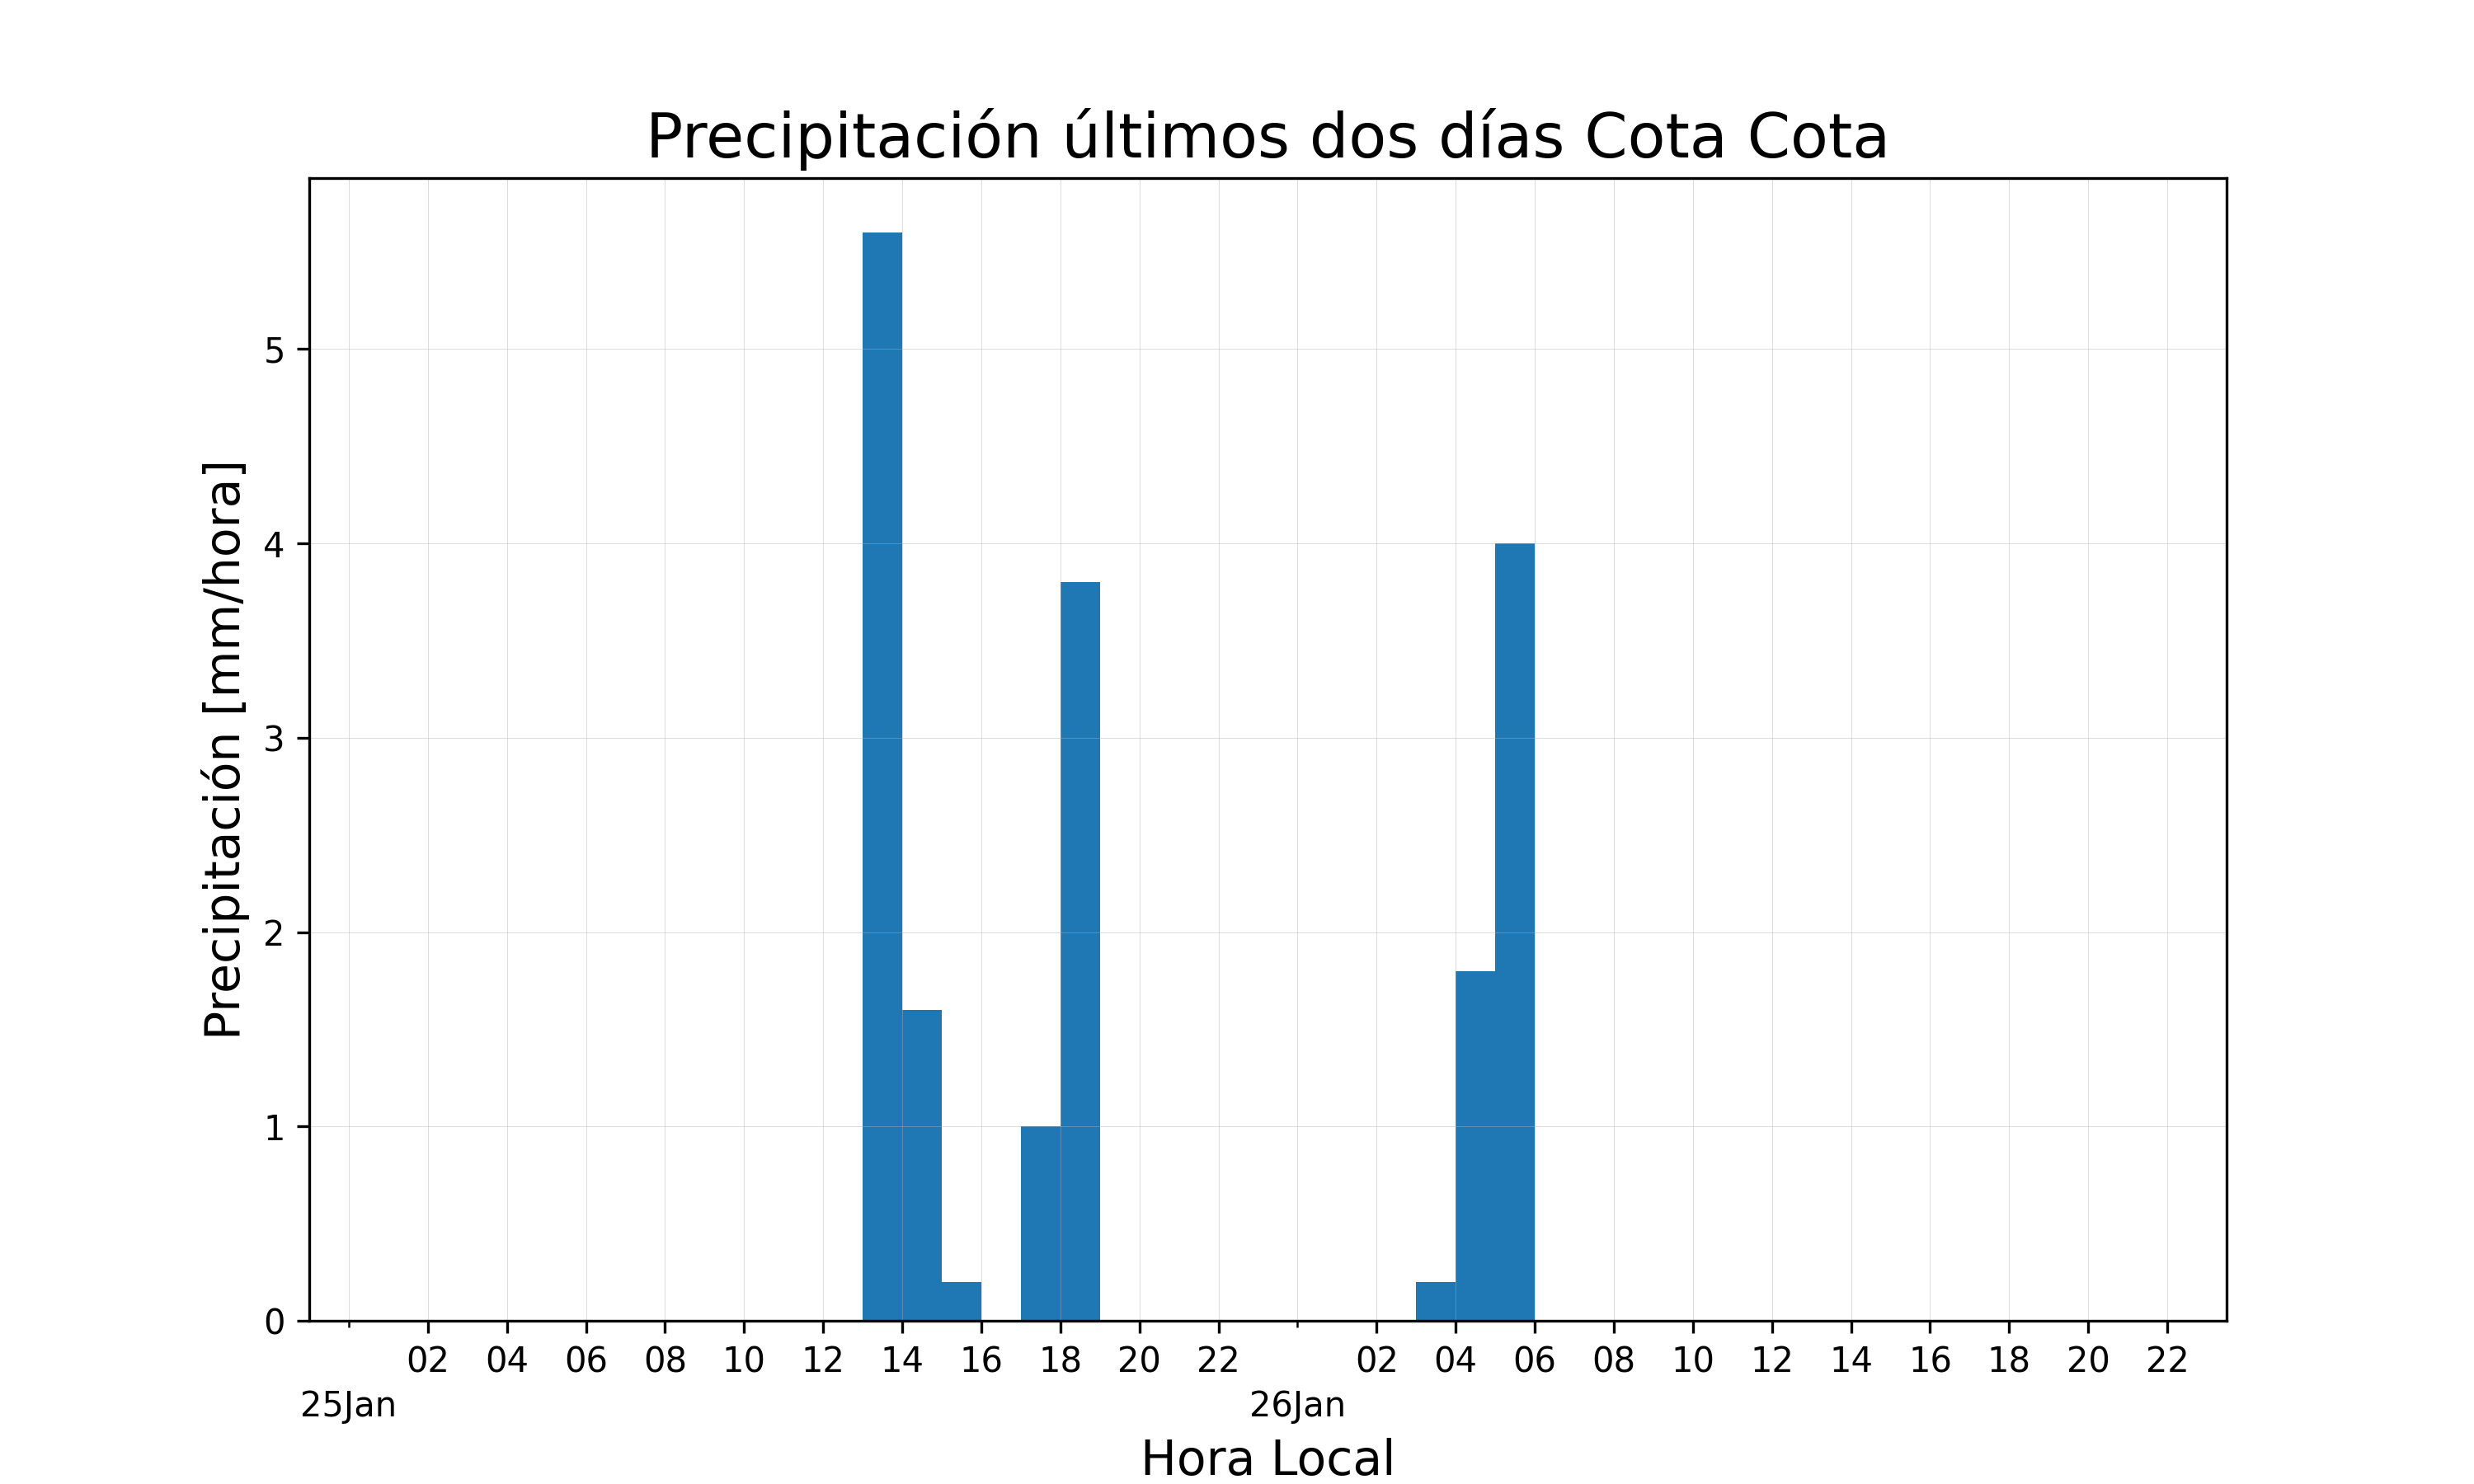 Precipitación últimos dos días Cota Cota
Precipitación [mm/hora]
5
4
3
2
1
0
02 04 06 08 10 12 14 16 18 20 22 02 04 06 08 10 12 14 16 18 20 22
25Jan 26Jan
Hora Local